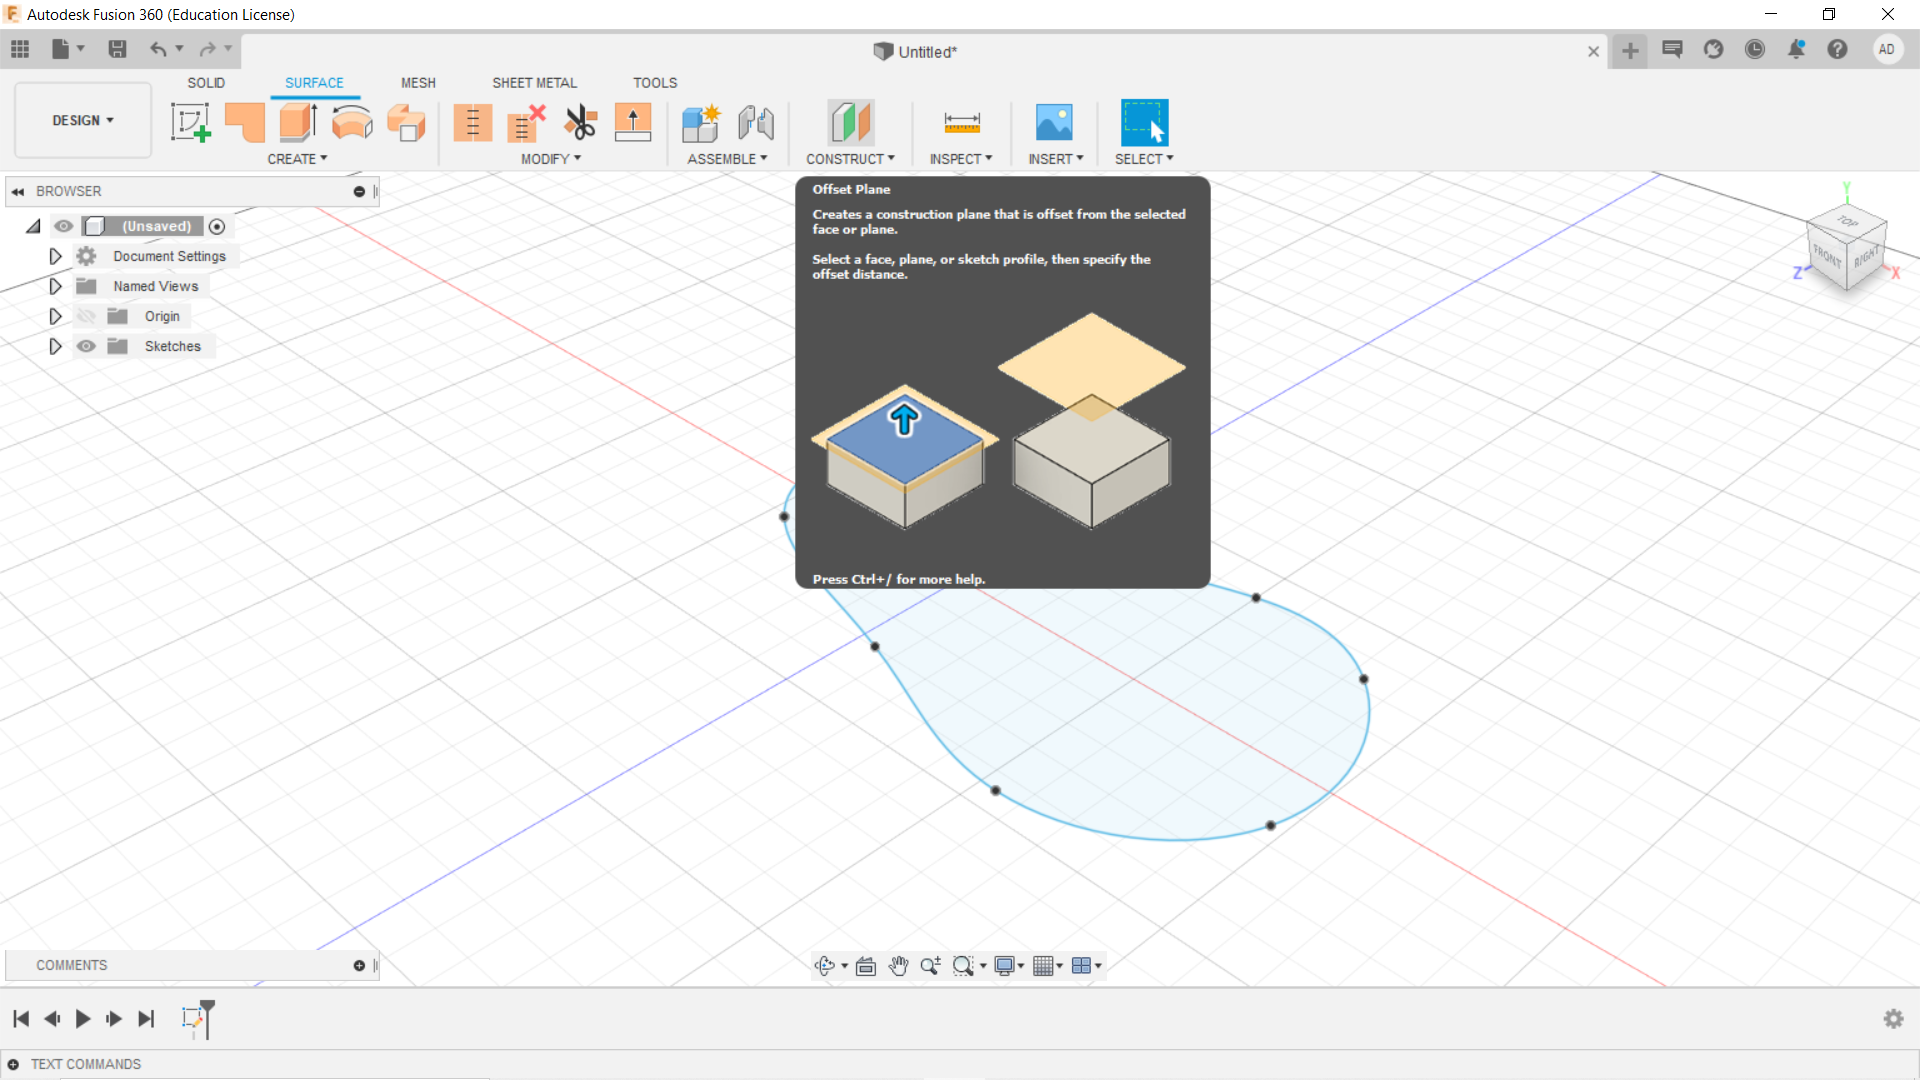 Autodesk Fusion 360 (Education License)
Untitled*
AD
DESIGN
SOLID
SURFACE
MESH
SHEET METAL
TOOLS
CREATE
MODIFY
ASSEMBLE
CONSTRUCT
INSPECT
INSERT
SELECT
BROWSER
(Unsaved)
Document Settings
Named Views
Origin
Sketches
Offset Plane
Creates a construction plane that is offset from the selected
face or plane.
Select a face, plane, or sketch profile, then specify the
offset distance.
Press Ctrl+/ for more help.
Y
TOP
FRONT
RIGHT
Z
X
COMMENTS
TEXT COMMANDS